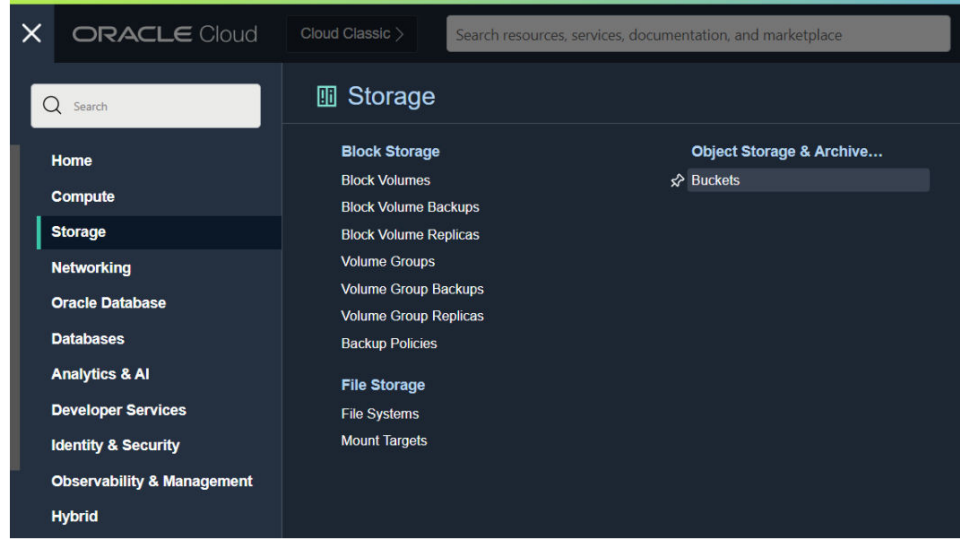 ORACLE Cloud
Cloud Classic >
Search resources, services, documentation, and marketplace
Search
Home
Compute
Storage
Networking
Oracle Database
Databases
Analytics & AI
Developer Services
Identity & Security
Observability & Management
Hybrid
Storage
Block Storage
Block Volumes
Block Volume Backups
Block Volume Replicas
Volume Groups
Volume Group Backups
Volume Group Replicas
Backup Policies
File Storage
File Systems
Mount Targets
Object Storage & Archive...
Buckets